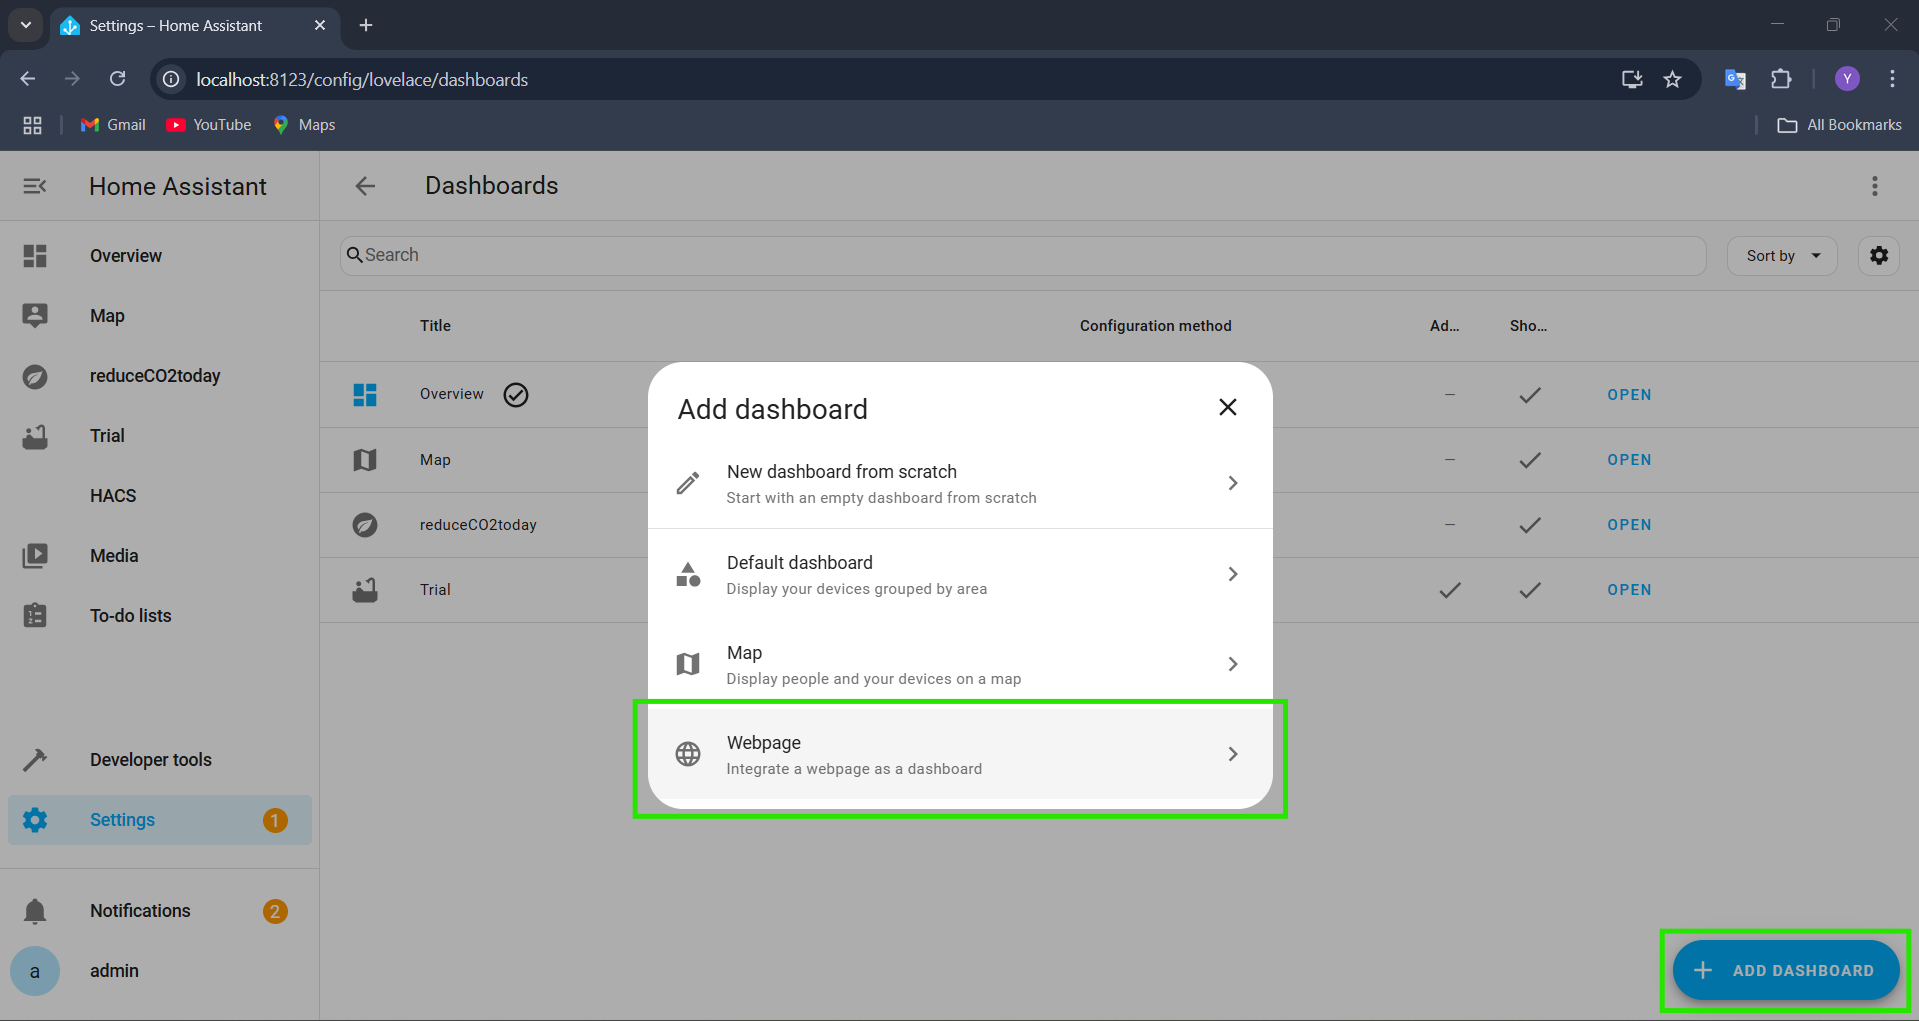 Settings – Home Assistant
localhost:8123/config/lovelace/dashboards
Y
Gmail
YouTube
Maps
All Bookmarks
Home Assistant
Dashboards
Overview
Map
reduceCO2today
Trial
HACS
Media
To-do lists
Developer tools
Settings
1
Notifications
2
a
admin
Search
Sort by
Title
Configuration method
Ad...
Sho...
Overview
OPEN
Map
OPEN
reduceCO2today
OPEN
Trial
OPEN
Add dashboard
New dashboard from scratch
Start with an empty dashboard from scratch
Default dashboard
Display your devices grouped by area
Map
Display people and your devices on a map
Webpage
Integrate a webpage as a dashboard
ADD DASHBOARD